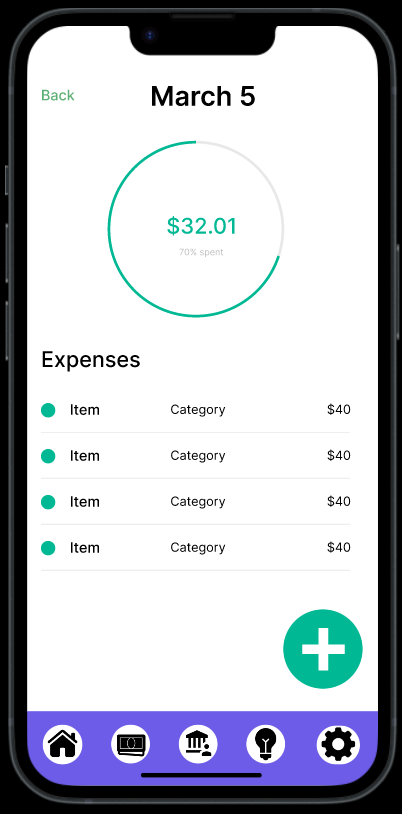 Back
March 5
$32.01
70% spent
Expenses
Item Category $40
Item Category $40
Item Category $40
Item Category $40